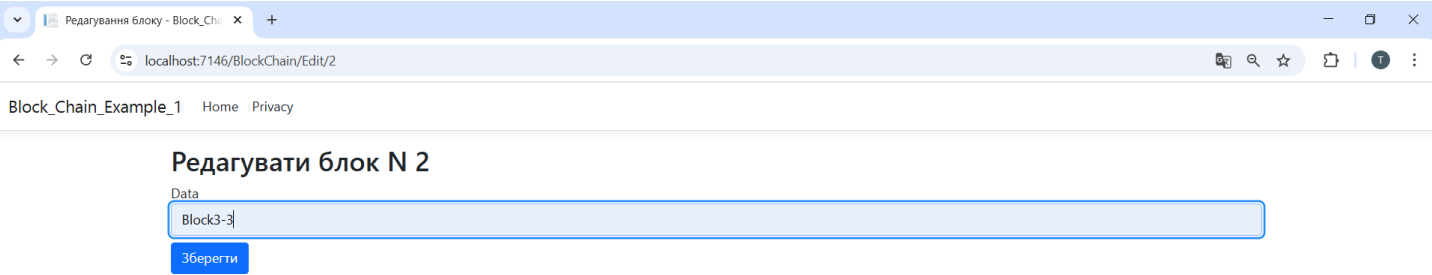 Редагування блоку - Block_Cha
localhost:7146/BlockChain/Edit/2
T
Block_Chain_Example_1 Home Privacy
Редагувати блок N 2
Data
Block3-3
Зберегти